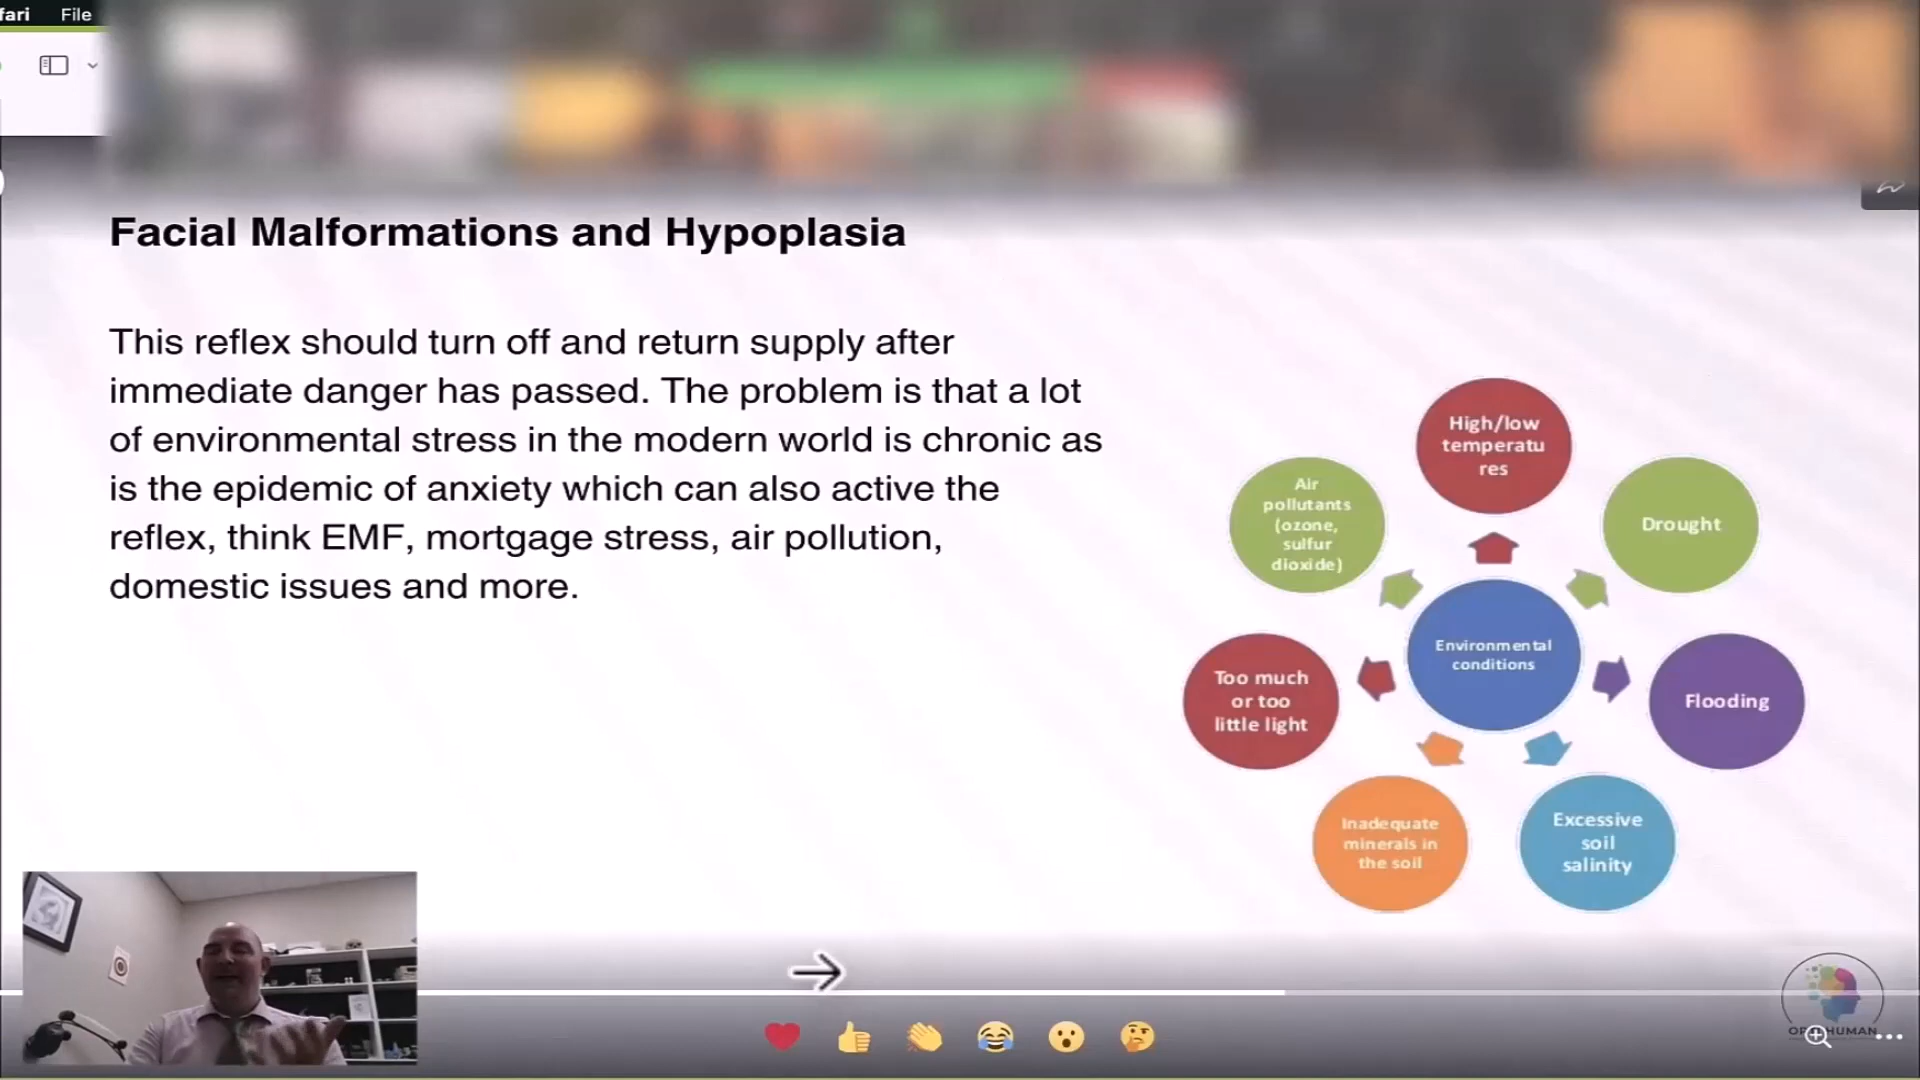 fari File
Facial Malformations and Hypoplasia
This reflex should turn off and return supply after
immediate danger has passed. The problem is that a lot
of environmental stress in the modern world is chronic as
is the epidemic of anxiety which can also active the
reflex, think EMF, mortgage stress, air pollution,
domestic issues and more.
High/low
temperatu
res
Air
pollutants
(ozone,
sulfur
dioxide)
Drought
Environmental
conditions
Too much
or too
little light
Flooding
Inadequate
minerals in
the soil
Excessive
soil
salinity
HUMAN